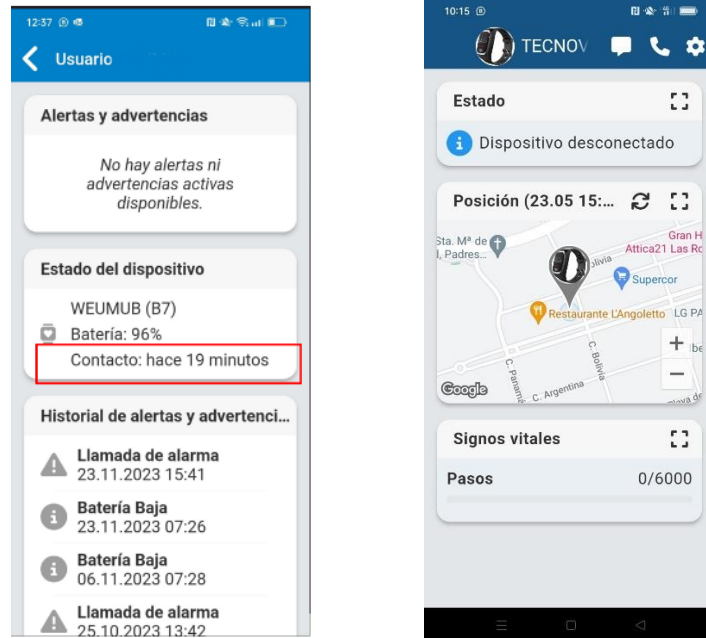 12:37
Usuario
Alertas y advertencias
No hay alertas ni
advertencias activas
disponibles.
Estado del dispositivo
WEUMUB (B7)
Batería: 96%
Contacto: hace 19 minutos
Historial de alertas y advertenci...
Llamada de alarma
23.11.2023 15:41
Batería Baja
23.11.2023 07:26
Batería Baja
06.11.2023 07:28
Llamada de alarma
25.10.2023 13:42
10:15
TECNOV
Estado
Dispositivo desconectado
Posición (23.05 15:...
Sta. Mª de
l, Padres...
Gran H
Attica21 Las Ro
olivia
Supercor
Restaurante L'Angoletto
LG PA
C. Bolivia
C. Panamá
C. Argentina
Google
Signos vitales
Pasos
0/6000